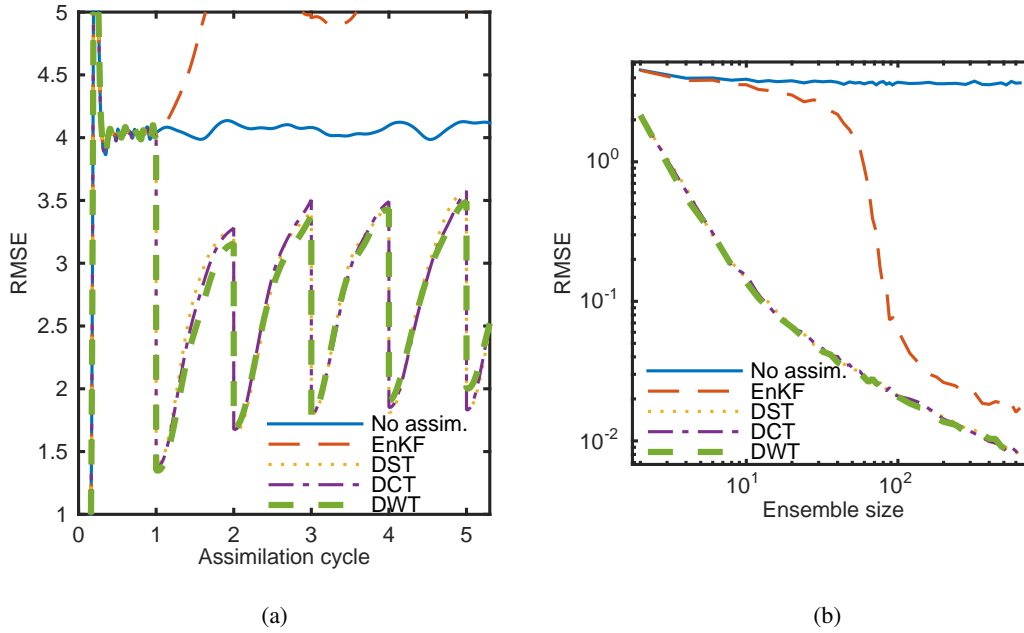 5
4.5
4
3.5
3
2.5
2
1.5
1
RMSE
No assim.
EnKF
DST
DCT
DWT
0 1 2 3 4 5
Assimilation cycle
(a)
10^0
10^-1
10^-2
RMSE
No assim.
EnKF
DST
DCT
DWT
10^1 10^2
Ensemble size
(b)